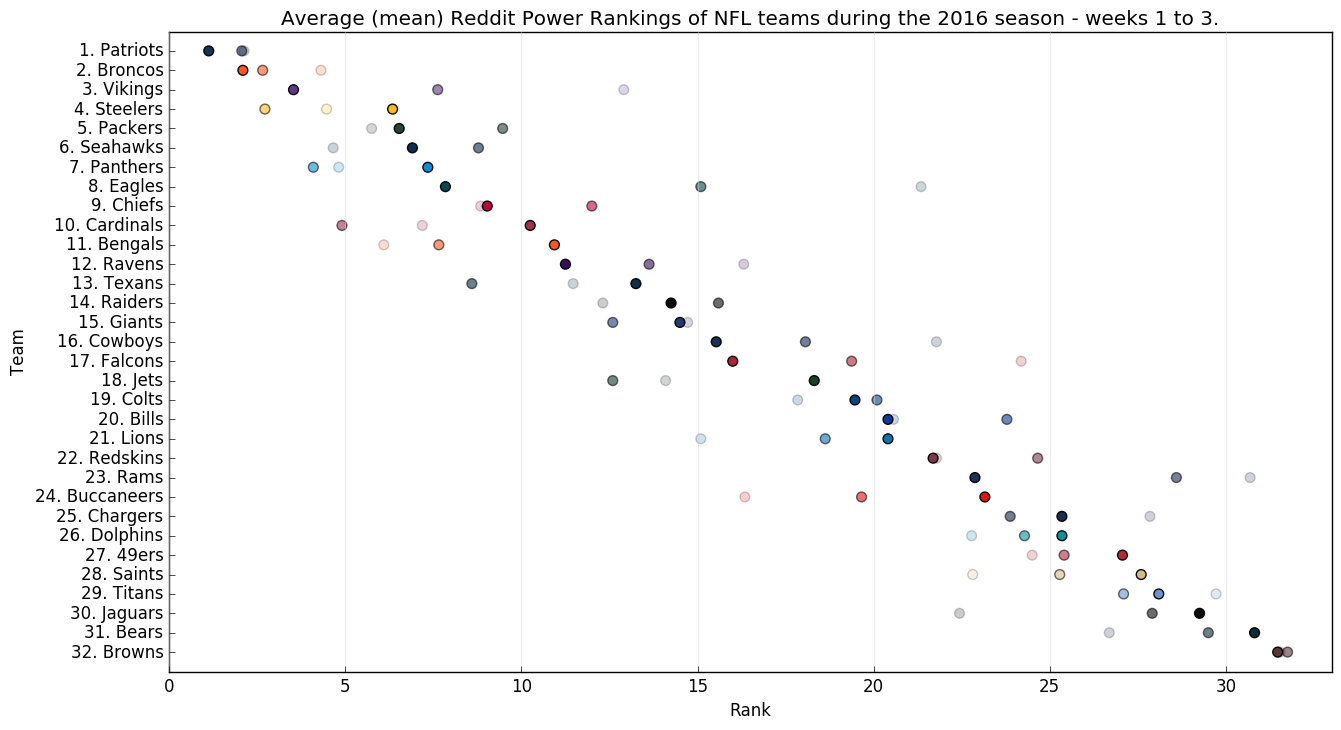 Average (mean) Reddit Power Rankings of NFL teams during the 2016 season - weeks 1 to 3.
1. Patriots
2. Broncos
3. Vikings
4. Steelers
5. Packers
6. Seahawks
7. Panthers
8. Eagles
9. Chiefs
10. Cardinals
11. Bengals
12. Ravens
13. Texans
14. Raiders
15. Giants
16. Cowboys
17. Falcons
18. Jets
19. Colts
20. Bills
21. Lions
22. Redskins
23. Rams
24. Buccaneers
25. Chargers
26. Dolphins
27. 49ers
28. Saints
29. Titans
30. Jaguars
31. Bears
32. Browns
Team
0 5 10 15 20 25 30
Rank